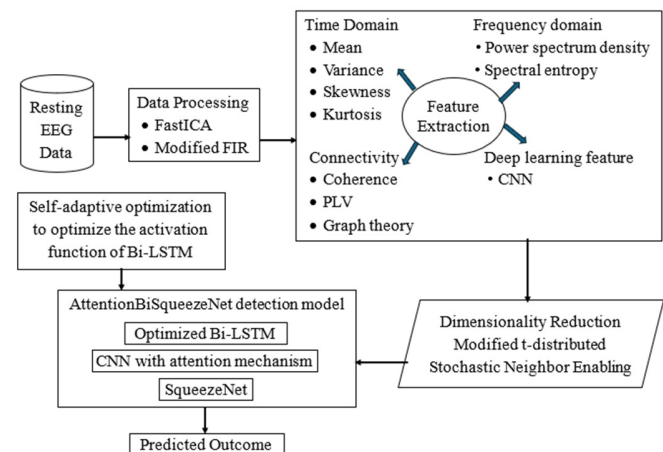 Resting
EEG
Data
Data Processing
• FastICA
• Modified FIR
Time Domain
• Mean
• Variance
• Skewness
• Kurtosis
Frequency domain
• Power spectrum density
• Spectral entropy
Feature
Extraction
Connectivity
• Coherence
• PLV
• Graph theory
Deep learning feature
• CNN
Self-adaptive optimization
to optimize the activation
function of Bi-LSTM
AttentionBiSqueezeNet detection model
Optimized Bi-LSTM
CNN with attention mechanism
SqueezeNet
Dimensionality Reduction
Modified t-distributed
Stochastic Neighbor Enabling
Predicted Outcome